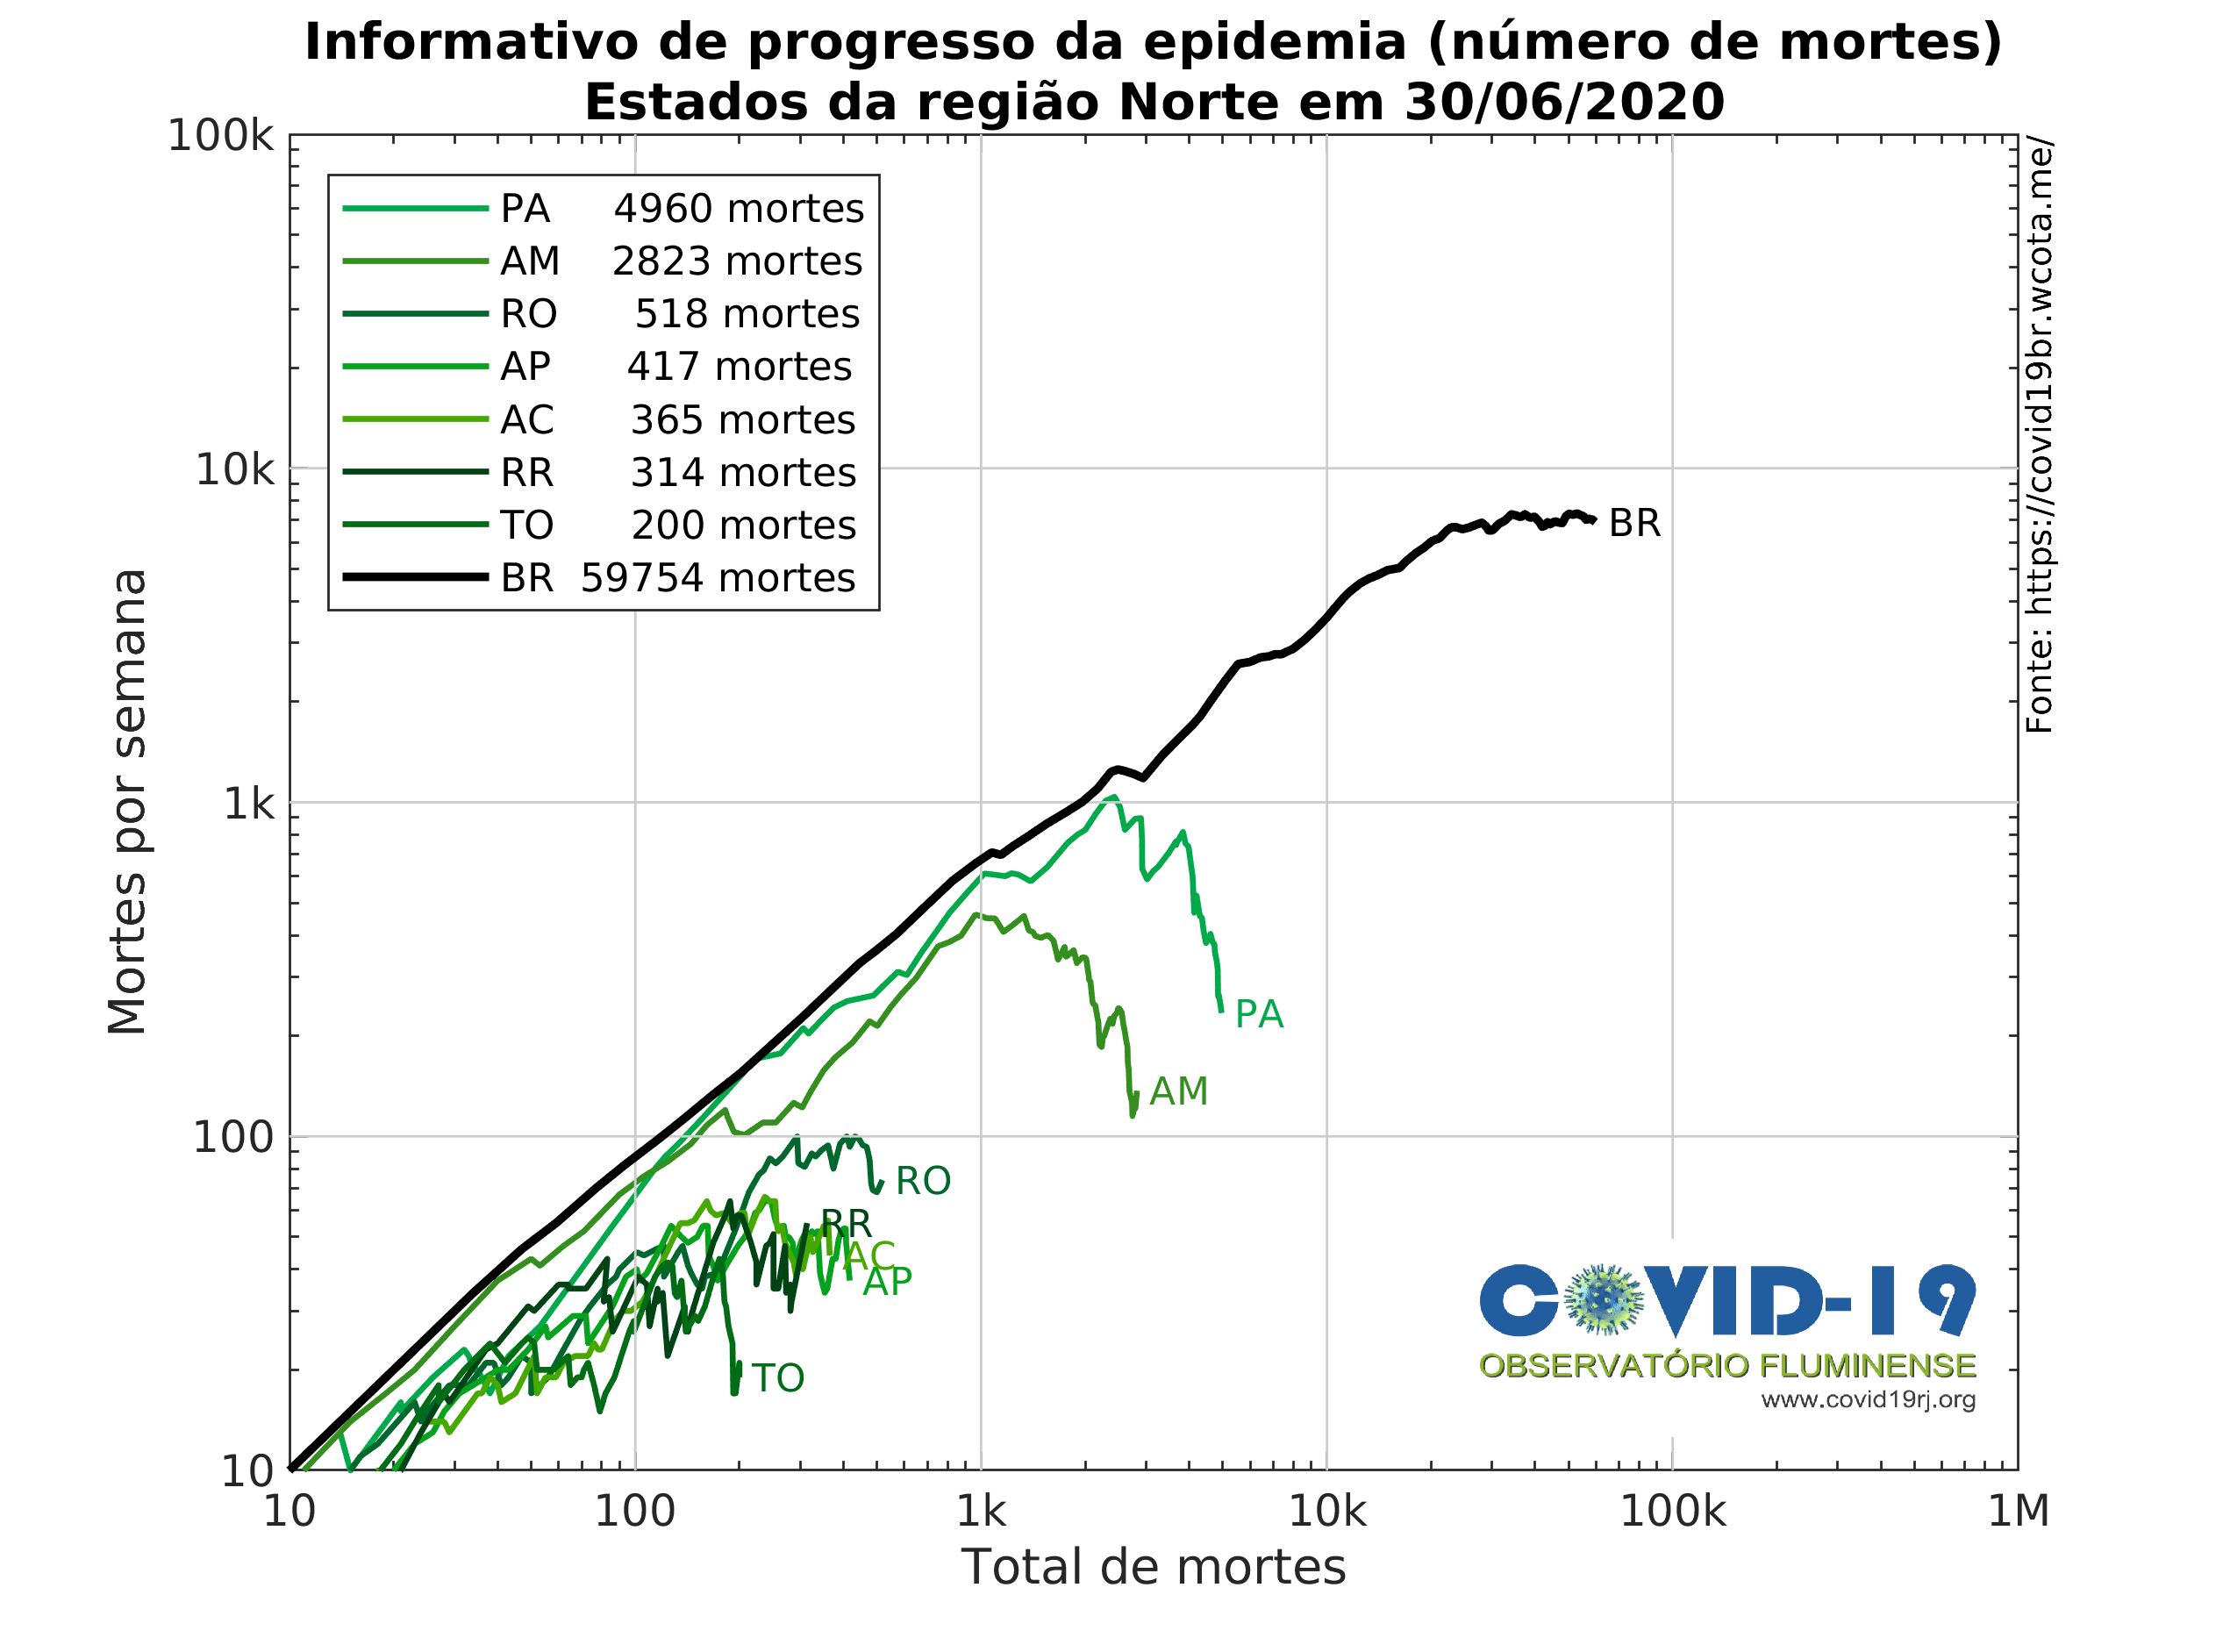 Informativo de progresso da epidemia (número de mortes)
Estados da região Norte em 30/06/2020
100k
10k
1k
100
10
Mortes por semana
PA 4960 mortes
AM 2823 mortes
RO 518 mortes
AP 417 mortes
AC 365 mortes
RR 314 mortes
TO 200 mortes
BR 59754 mortes
BR
PA
AM
RO
RR
AC
AP
TO
Fonte: https://covid19br.wcota.me/
COVID-19
OBSERVATÓRIO FLUMINENSE
www.covid19rj.org
10 100 1k 10k 100k 1M
Total de mortes